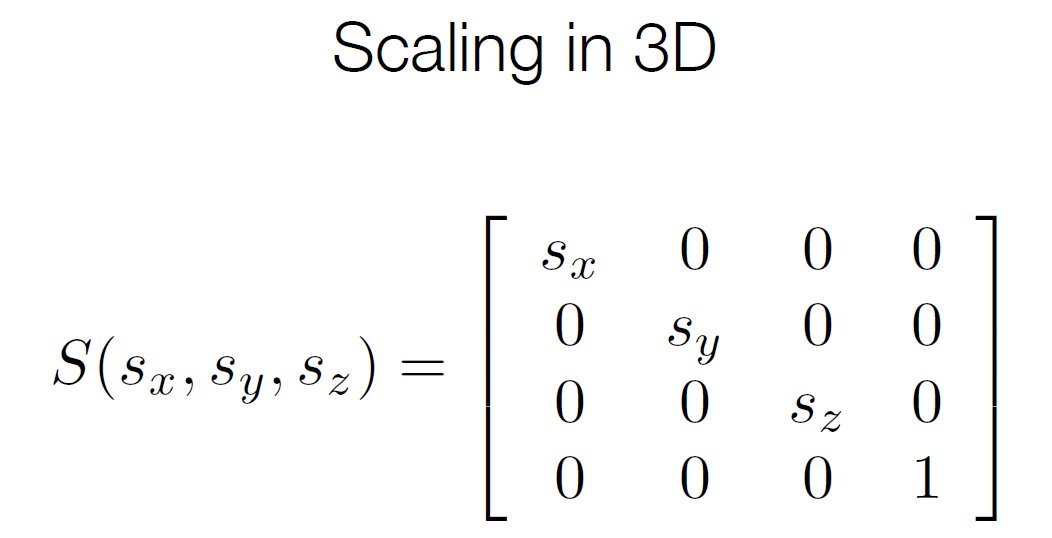 Scaling in 3D
S(s_x, s_y, s_z) =
s_x 0 0 0
0 s_y 0 0
0 0 s_z 0
0 0 0 1